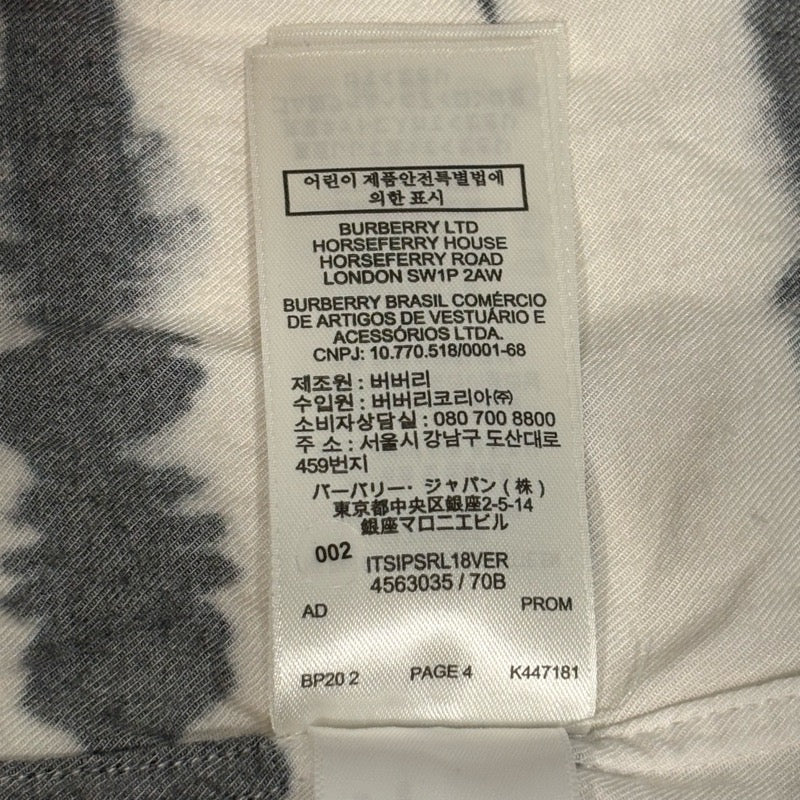 어린이 제품안전특별법에
의한 표시
BURBERRY LTD
HORSEFERRY HOUSE
HORSEFERRY ROAD
LONDON SW1P 2AW
BURBERRY BRASIL COMÉRCIO
DE ARTIGOS DE VESTUÁRIO E
ACESSÓRIOS LTDA.
CNPJ: 10.770.518/0001-68
제조원 : 버버리
수입원 : 버버리코리아㈜
소비자상담실 : 080 700 8800
주 소 : 서울시 강남구 도산대로
459번지
バーバリー・ジャパン (株)
東京都中央区銀座2-5-14
銀座マロニエビル
002 ITSIPSRL18VER
4563035 / 70B
AD PROM
BP20 2 PAGE 4 K447181